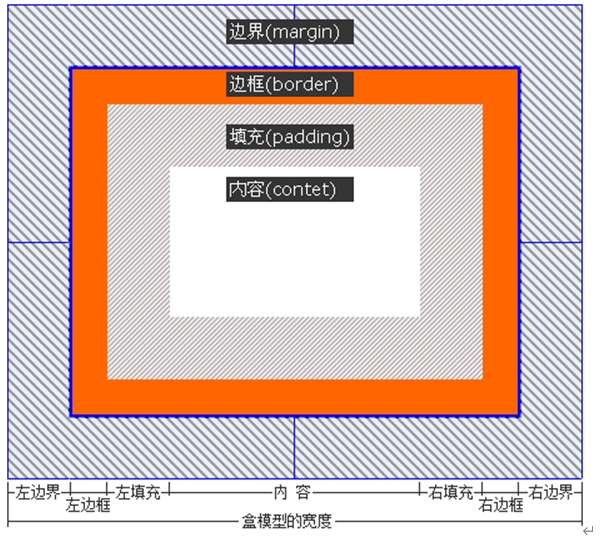 边界(margin)
边框(border)
填充(padding)
内容(contet)
左边界 左填充 内 容 右填充 右边界
左边框 右边框
盒模型的宽度